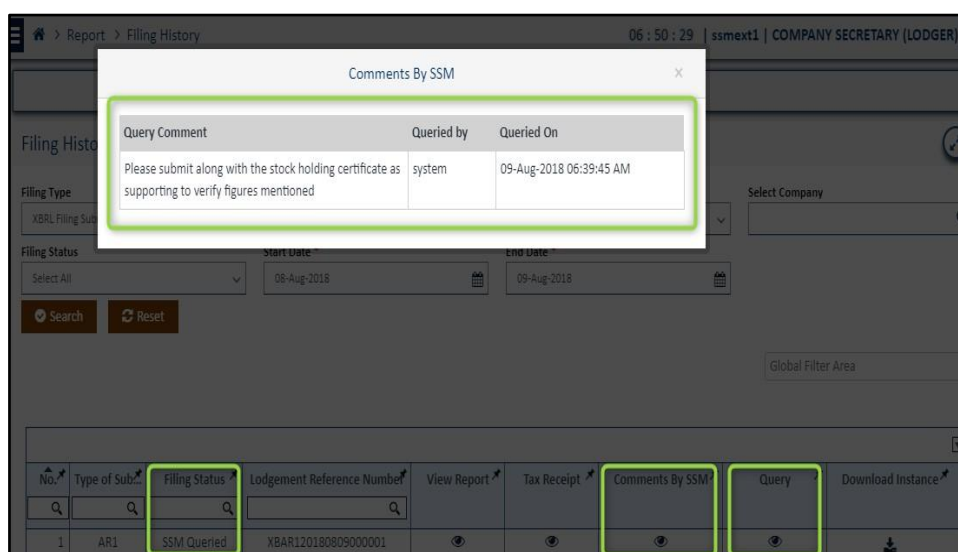 > Report > Filing History
06 : 50 : 29 | ssmext1 | COMPANY SECRETARY (LODGER)
Comments By SSM
×
Query Comment Queried by Queried On
Please submit along with the stock holding certificate as system 09-Aug-2018 06:39:45 AM
supporting to verify figures mentioned
Filing Histo
Filing Type Select Company
XBRL Filing Sub
Filing Status Start Date * End Date *
Select All 08-Aug-2018 09-Aug-2018
Search Reset
Global Filter Area
No. Type of Sub... Filing Status Lodgement Reference Number View Report Tax Receipt Comments By SSM Query Download Instance
1 AR1 SSM Queried XBAR120180809000001